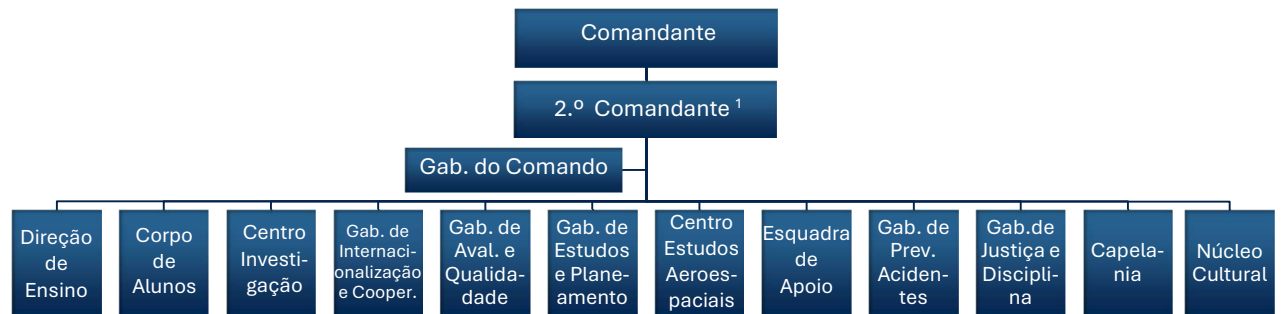 Comandante
2.º Comandante ¹
Gab. do Comando
Direção
de
Ensino
Corpo
de
Alunos
Centro
Investi-
gação
Gab. de
Internaci-
onalização
e Cooper.
Gab. de
Aval. e
Qualida-
dade
Gab. de
Estudos
e Plane-
amento
Centro
Estudos
Aeroes-
paciais
Esquadra
de
Apoio
Gab. de
Prev.
Aciden-
tes
Gab.de
Justiça e
Discipli-
na
Capela-
nia
Núcleo
Cultural